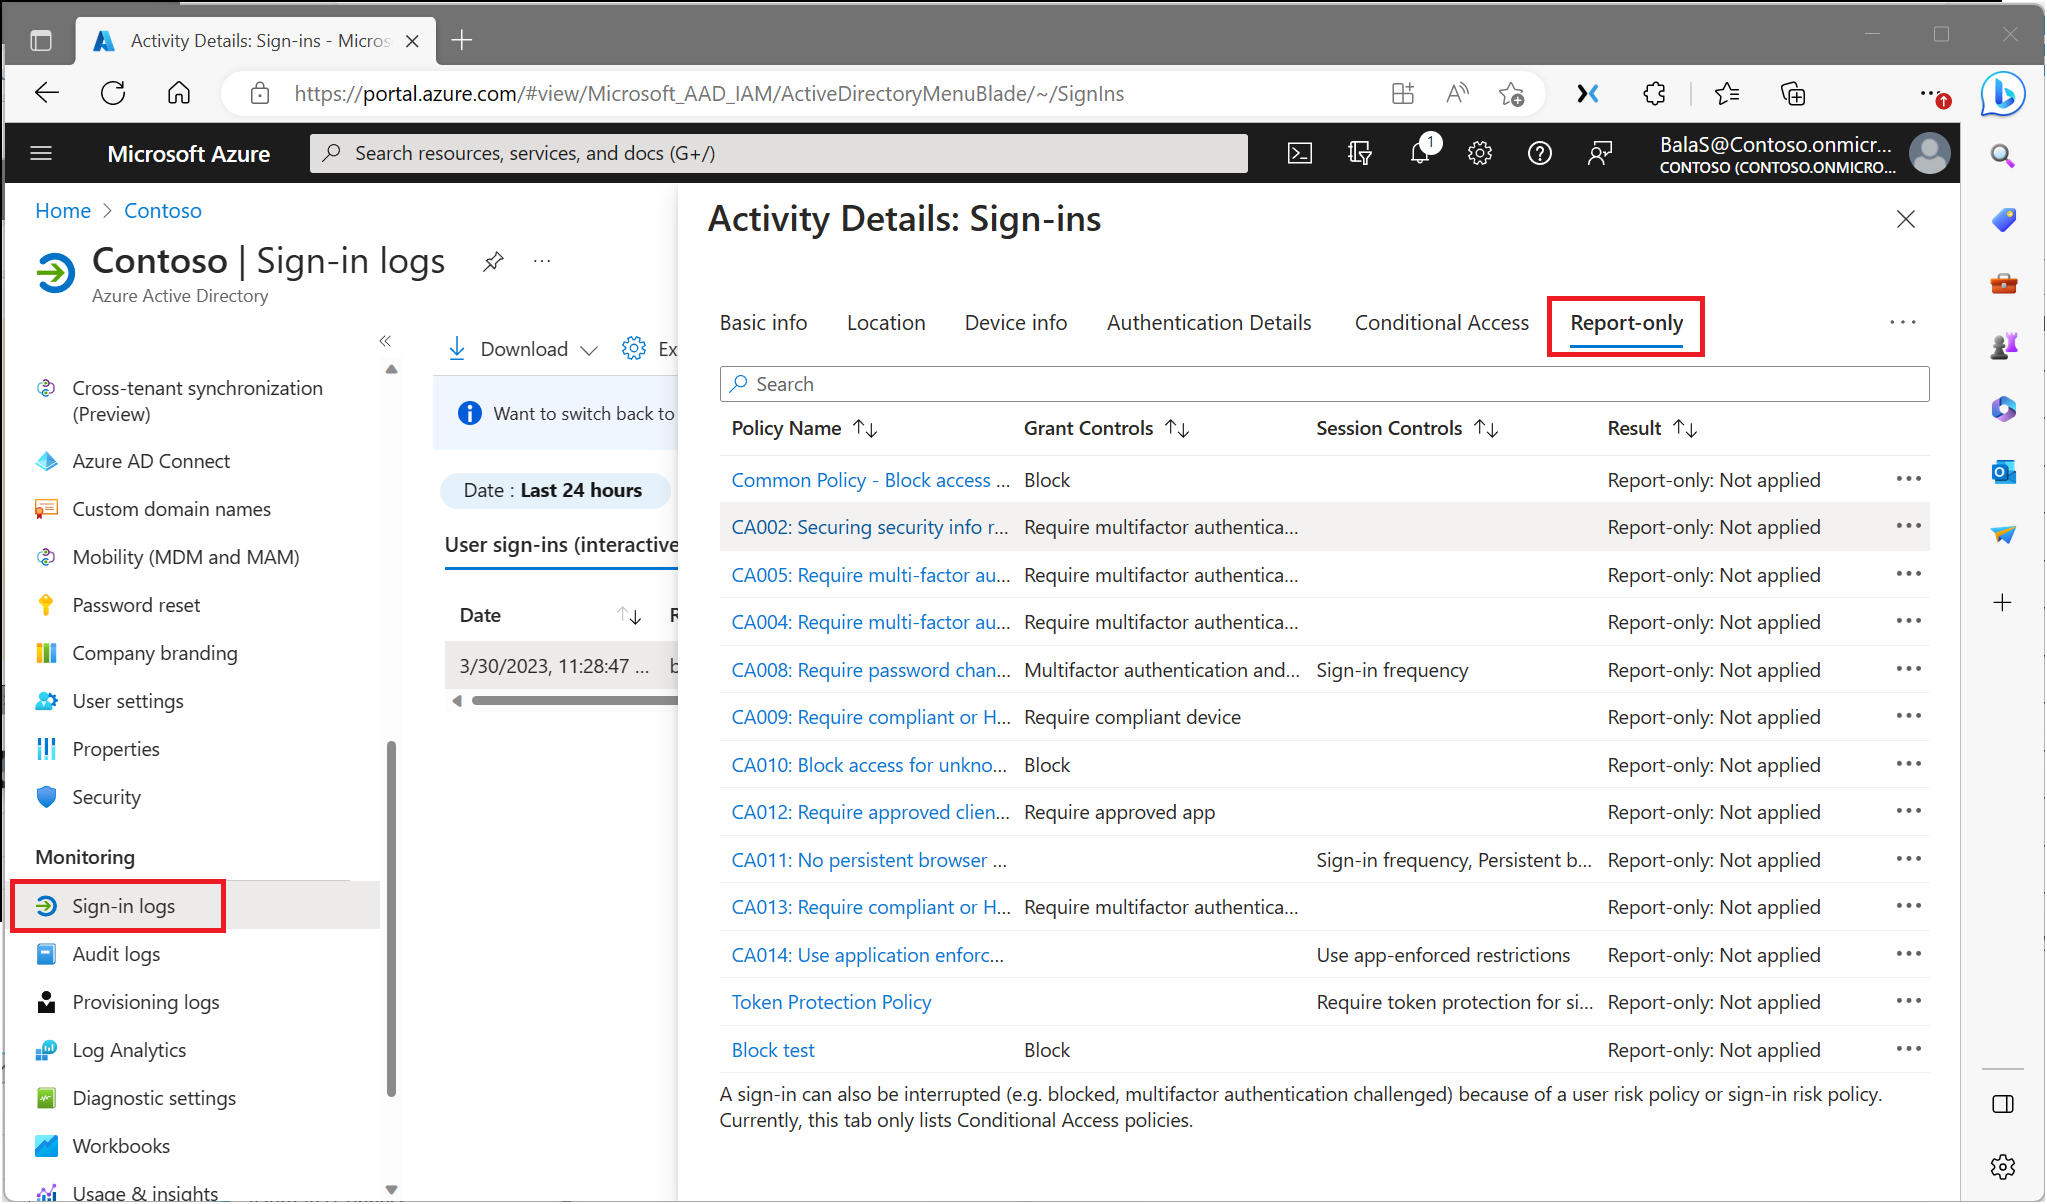 Activity Details: Sign-ins - Micros
https://portal.azure.com/#view/Microsoft_AAD_IAM/ActiveDirectoryMenuBlade/~/SignIns
Microsoft Azure
Search resources, services, and docs (G+/)
1
BalaS@Contoso.onmicr...
CONTOSO (CONTOSO.ONMICRO...
Home > Contoso
Contoso | Sign-in logs
Azure Active Directory
Cross-tenant synchronization
(Preview)
Azure AD Connect
Custom domain names
Mobility (MDM and MAM)
Password reset
Company branding
User settings
Properties
Security
Monitoring
Sign-in logs
Audit logs
Provisioning logs
Log Analytics
Diagnostic settings
Workbooks
Usage & insights
Download
Ex
Want to switch back to
Date : Last 24 hours
User sign-ins (interactive
Date
3/30/2023, 11:28:47 ... b
Activity Details: Sign-ins
Basic info Location Device info Authentication Details Conditional Access Report-only
Search
Policy Name Grant Controls Session Controls Result
Common Policy - Block access ... Block Report-only: Not applied
CA002: Securing security info r... Require multifactor authentica... Report-only: Not applied
CA005: Require multi-factor au... Require multifactor authentica... Report-only: Not applied
CA004: Require multi-factor au... Require multifactor authentica... Report-only: Not applied
CA008: Require password chan... Multifactor authentication and... Sign-in frequency Report-only: Not applied
CA009: Require compliant or H... Require compliant device Report-only: Not applied
CA010: Block access for unkno... Block Report-only: Not applied
CA012: Require approved clien... Require approved app Report-only: Not applied
CA011: No persistent browser ... Sign-in frequency, Persistent b... Report-only: Not applied
CA013: Require compliant or H... Require multifactor authentica... Report-only: Not applied
CA014: Use application enforc... Use app-enforced restrictions Report-only: Not applied
Token Protection Policy Require token protection for si... Report-only: Not applied
Block test Block Report-only: Not applied
A sign-in can also be interrupted (e.g. blocked, multifactor authentication challenged) because of a user risk policy or sign-in risk policy.
Currently, this tab only lists Conditional Access policies.